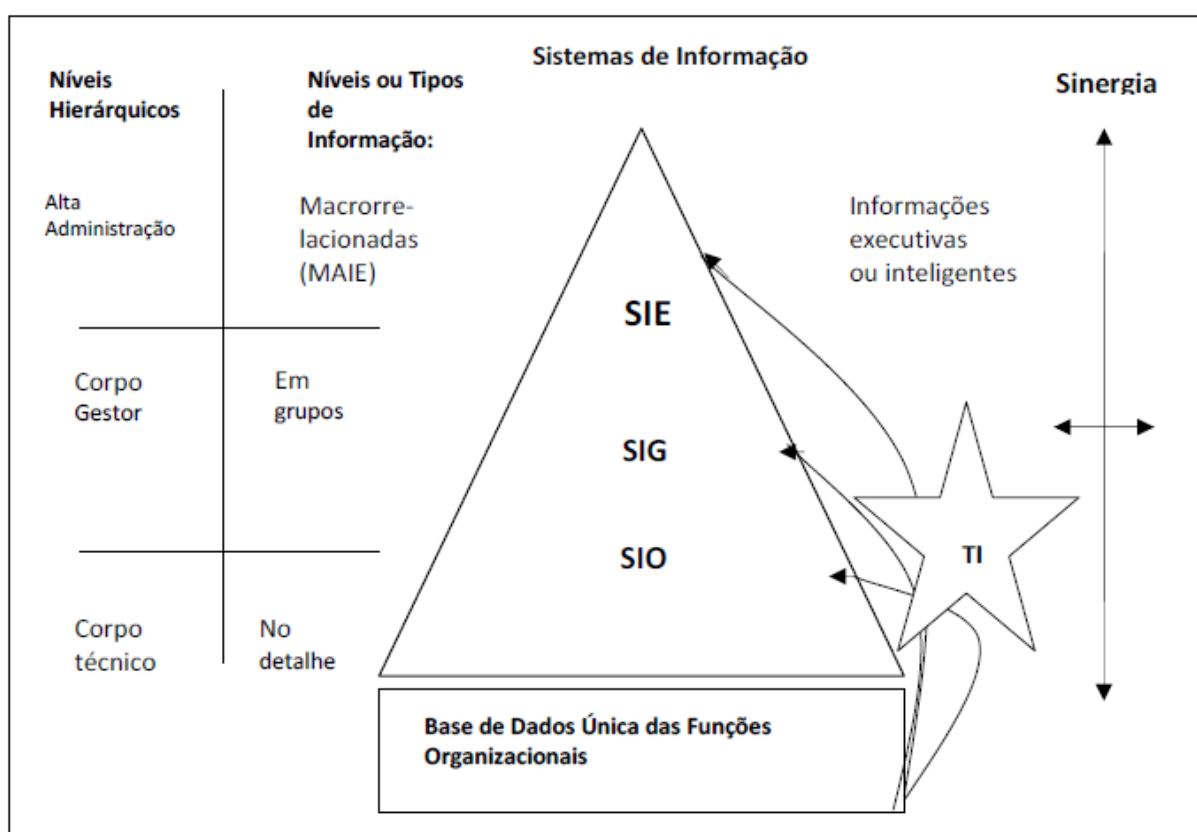 Sistemas de Informação
Níveis
Hierárquicos
Níveis ou Tipos
de
Informação:
Sinergia
Alta
Administração
Macrorre-
lacionadas
(MAIE)
Informações
executivas
ou inteligentes
SIE
Corpo
Gestor
Em
grupos
SIG
SIO
TI
Corpo
técnico
No
detalhe
Base de Dados Única das Funções
Organizacionais